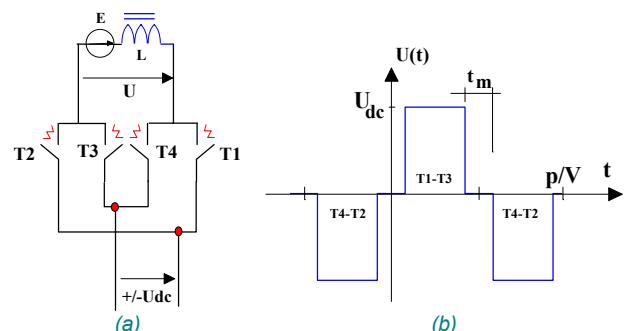 E
L
U
T2
T3
T4
T1
+/-Udc
(a)
U(t)
t m
U dc
T1-T3
p/V
t
T4-T2
T4-T2
(b)